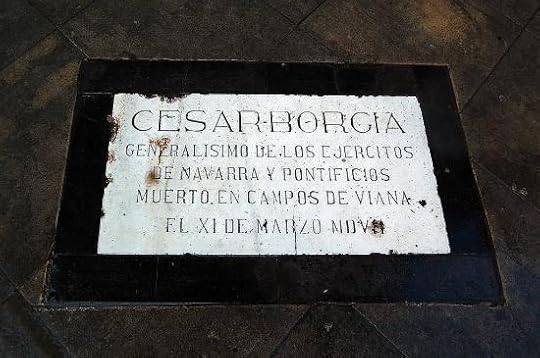 CESAR·BORGIA
GENERALISIMO DE LOS EJERCITOS
DE NAVARRA Y PONTIFICIOS
MUERTO EN CAMPOS DE VIANA
EL XI DE MARZO MDVII